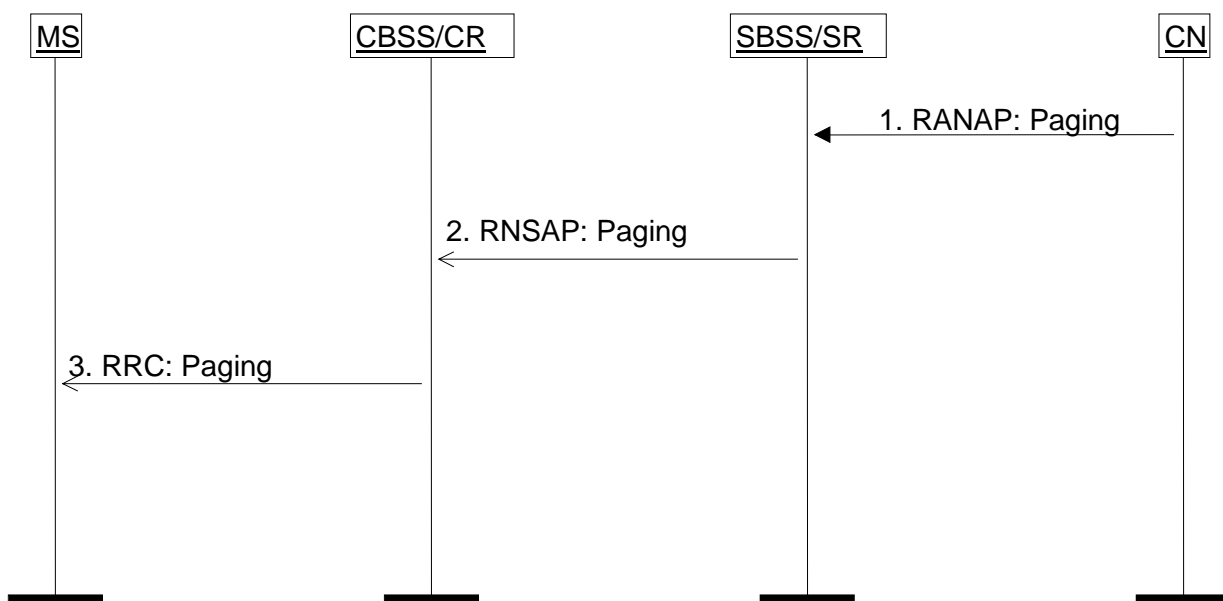 MS
CBSS/CR
SBSS/SR
CN
1. RANAP: Paging
2. RNSAP: Paging
3. RRC: Paging